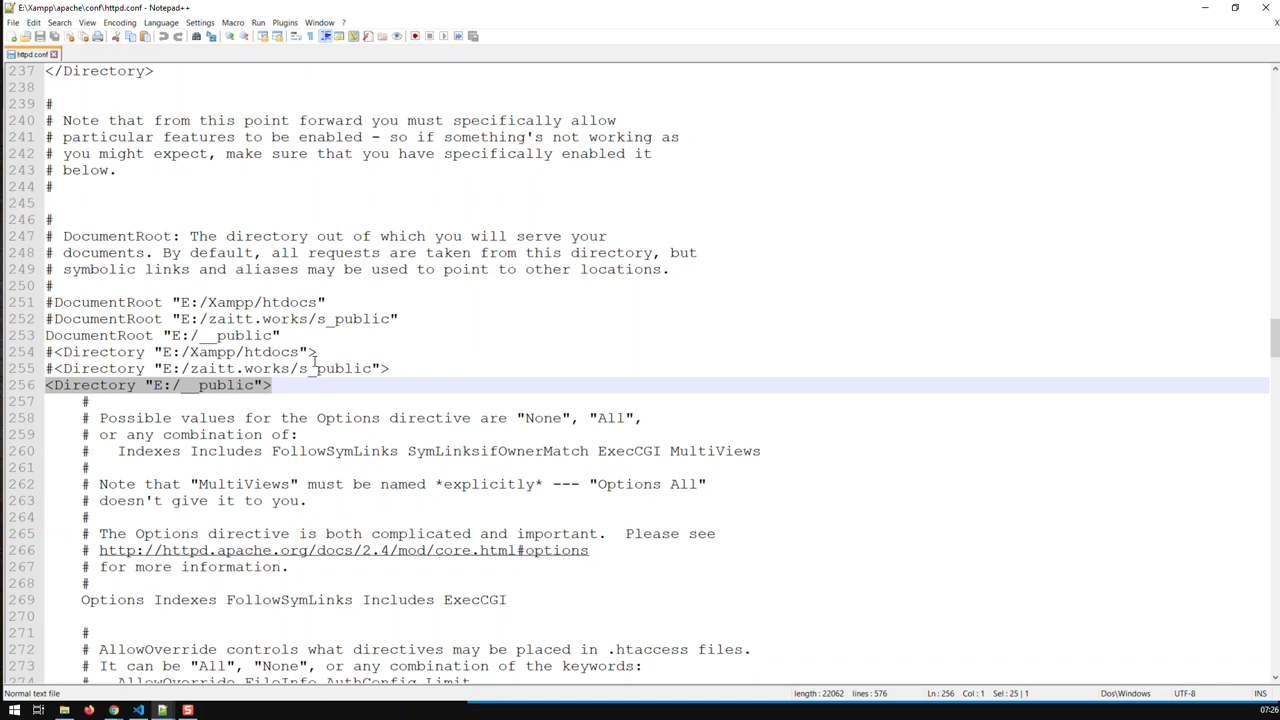 E:\Xampp\apache\conf\httpd.conf - Notepad++
File Edit Search View Encoding Language Settings Macro Run Plugins Window ?
httpd.conf
237 </Directory>
238
239 #
240 # Note that from this point forward you must specifically allow
241 # particular features to be enabled - so if something's not working as
242 # you might expect, make sure that you have specifically enabled it
243 # below.
244 #
245
246 #
247 # DocumentRoot: The directory out of which you will serve your
248 # documents. By default, all requests are taken from this directory, but
249 # symbolic links and aliases may be used to point to other locations.
250 #
251 #DocumentRoot "E:/Xampp/htdocs"
252 #DocumentRoot "E:/zaitt.works/s_public"
253 DocumentRoot "E:/__public"
254 #<Directory "E:/Xampp/htdocs">
255 #<Directory "E:/zaitt.works/s_public">
256 <Directory "E:/__public">
257 #
258 # Possible values for the Options directive are "None", "All",
259 # or any combination of:
260 # Indexes Includes FollowSymLinks SymLinksifOwnerMatch ExecCGI MultiViews
261 #
262 # Note that "MultiViews" must be named *explicitly* --- "Options All"
263 # doesn't give it to you.
264 #
265 # The Options directive is both complicated and important. Please see
266 # http://httpd.apache.org/docs/2.4/mod/core.html#options
267 # for more information.
268 #
269 Options Indexes FollowSymLinks Includes ExecCGI
270
271 #
272 # AllowOverride controls what directives may be placed in .htaccess files.
273 # It can be "All", "None", or any combination of the keywords:
274 # AllowOverride FileInfo AuthConfig Limit
Normal text file length : 22062 lines : 576 Ln : 256 Col : 1 Sel : 25 | 1 Dos\Windows UTF-8 INS
07:26